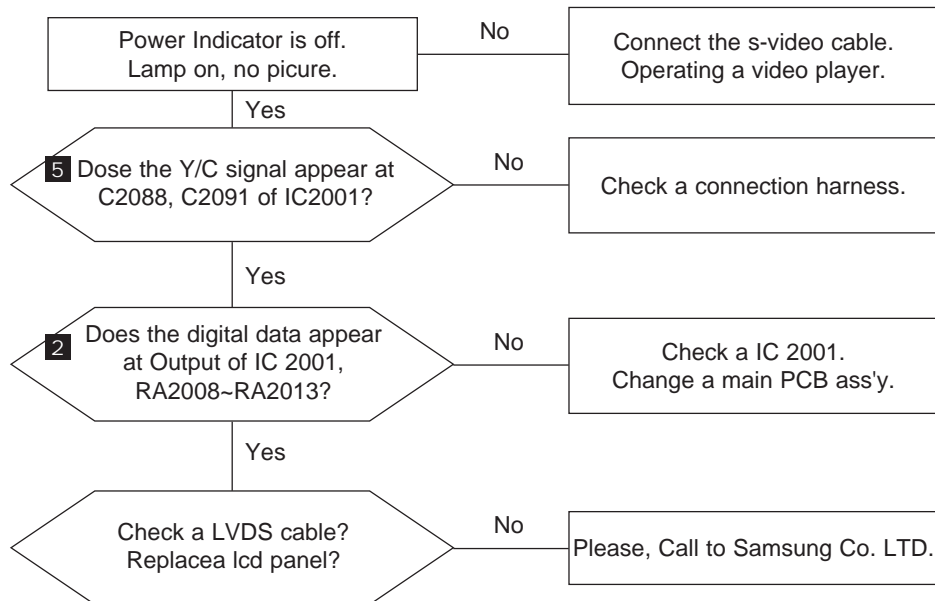 Power Indicator is off.
Lamp on, no picure.
No
Connect the s-video cable.
Operating a video player.
Yes
5 Dose the Y/C signal appear at
C2088, C2091 of IC2001?
No
Check a connection harness.
Yes
2 Does the digital data appear
at Output of IC 2001,
RA2008~RA2013?
No
Check a IC 2001.
Change a main PCB ass'y.
Yes
Check a LVDS cable?
Replacea lcd panel?
No
Please, Call to Samsung Co. LTD.